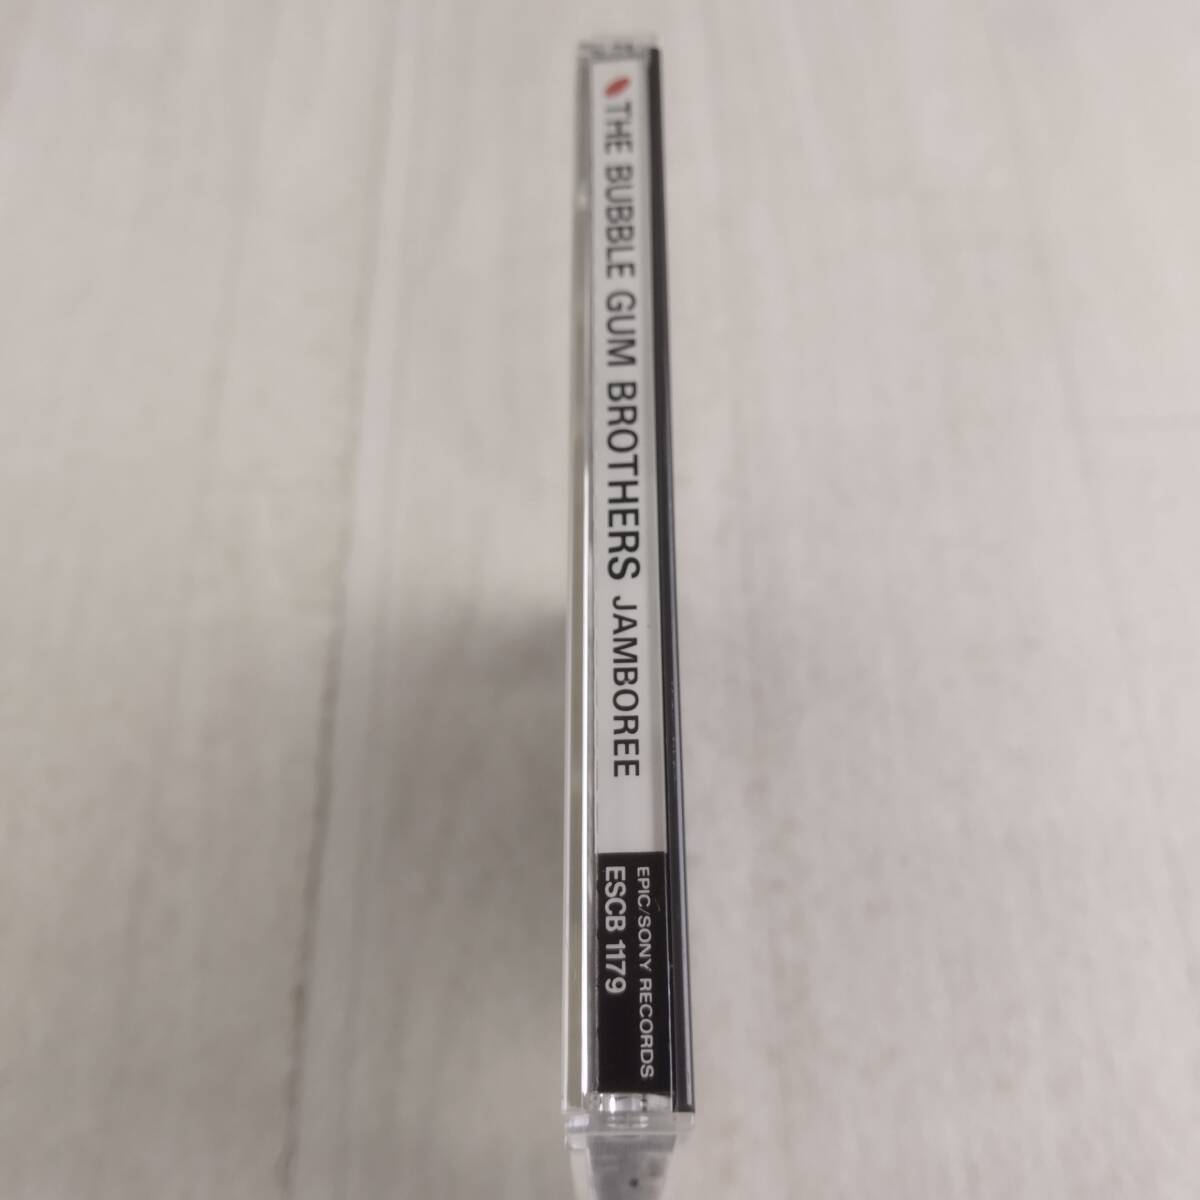 THE BUBBLE GUM BROTHERS JAMBOREE
EPIC/SONY RECORDS
ESCB 1179